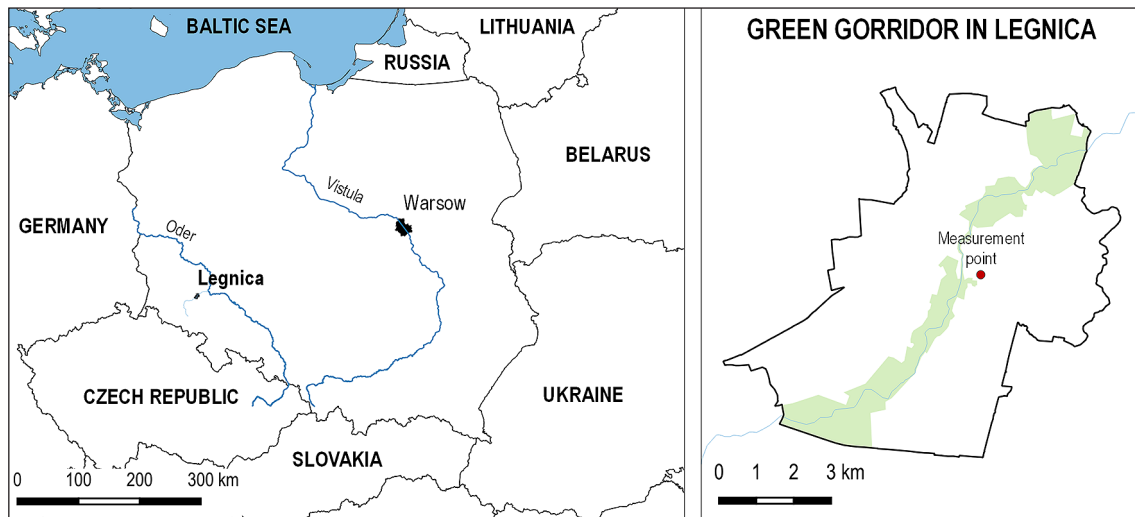 BALTIC SEA
LITHUANIA
RUSSIA
BELARUS
Vistula
Warsow
GERMANY
Oder
Legnica
CZECH REPUBLIC
UKRAINE
SLOVAKIA
0 100 200 300 km
GREEN GORRIDOR IN LEGNICA
Measurement
point
0 1 2 3 km